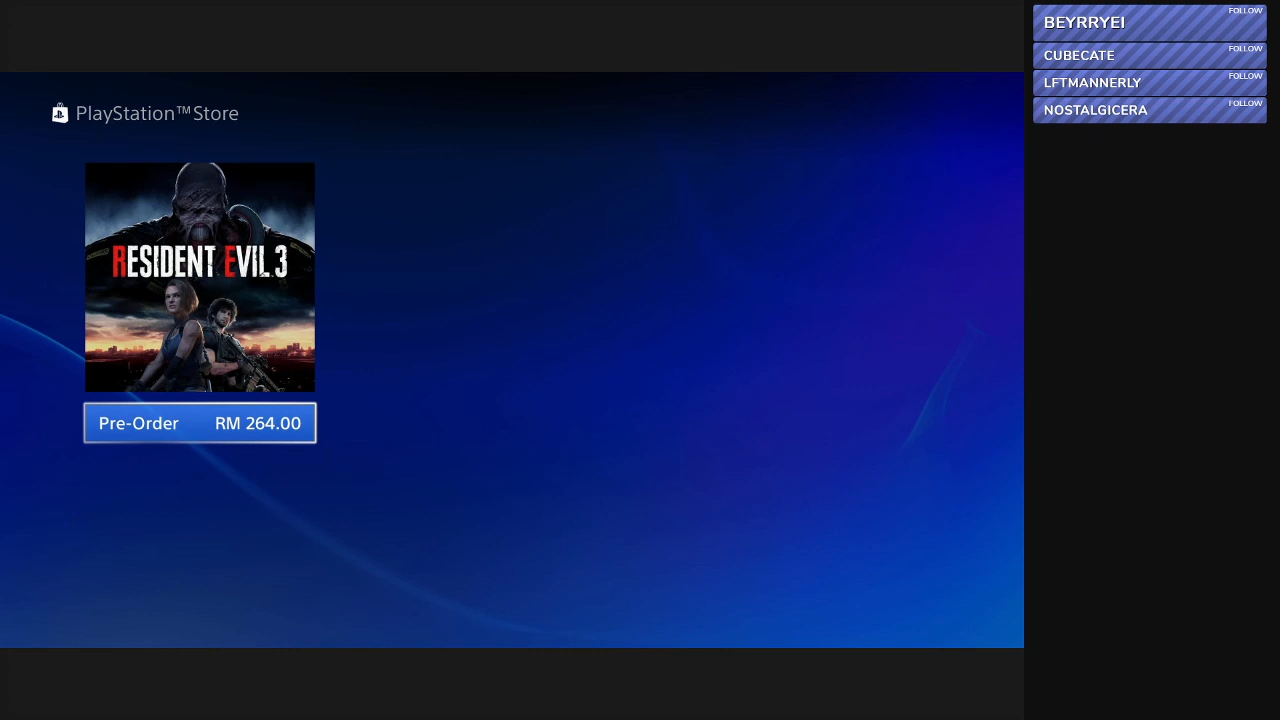 PlayStation™Store
RESIDENT EVIL 3
Pre-Order RM 264.00
FOLLOW
BEYRRYEI
FOLLOW
CUBECATE
FOLLOW
LFTMANNERLY
FOLLOW
NOSTALGICERA